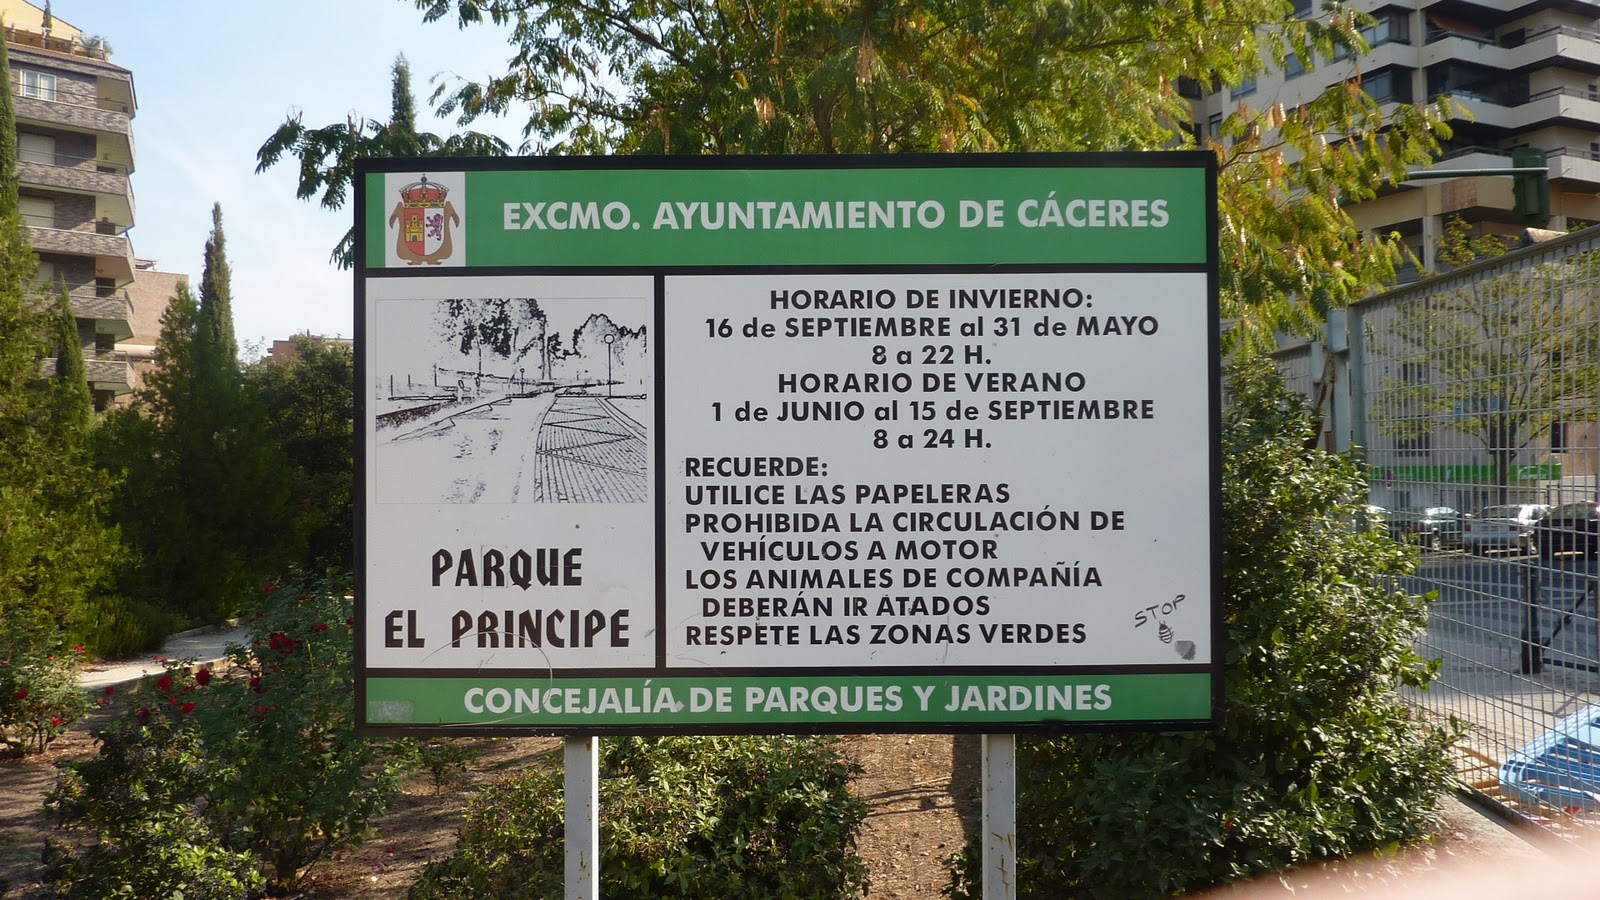 EXCMO. AYUNTAMIENTO DE CÁCERES
PARQUE
EL PRINCIPE
HORARIO DE INVIERNO:
16 de SEPTIEMBRE al 31 de MAYO
8 a 22 H.
HORARIO DE VERANO
1 de JUNIO al 15 de SEPTIEMBRE
8 a 24 H.
RECUERDE:
UTILICE LAS PAPELERAS
PROHIBIDA LA CIRCULACIÓN DE
VEHÍCULOS A MOTOR
LOS ANIMALES DE COMPAÑÍA
DEBERÁN IR ATADOS
RESPETE LAS ZONAS VERDES
STOP
CONCEJALÍA DE PARQUES Y JARDINES